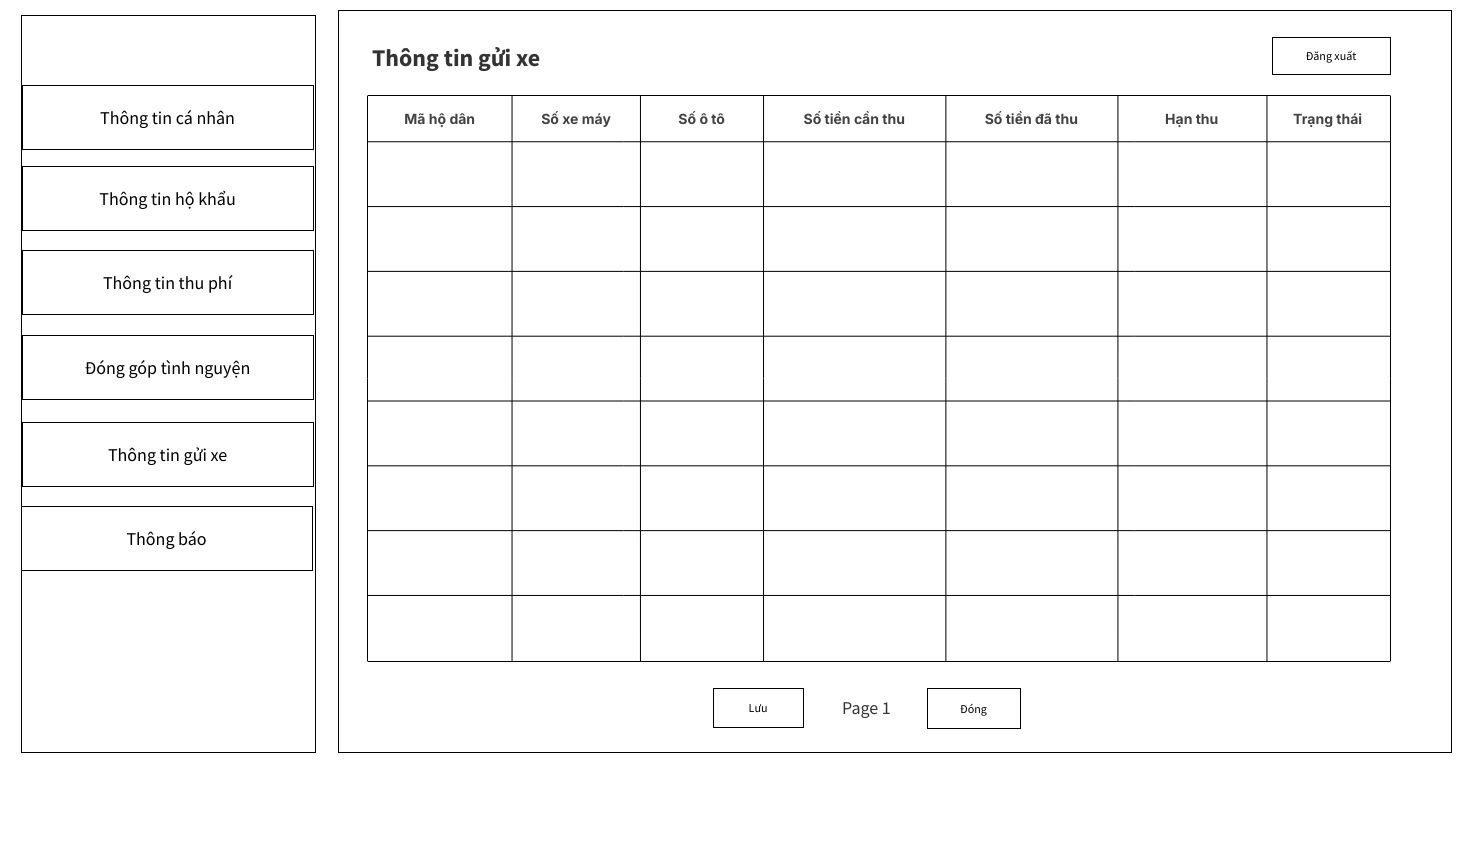 Thông tin cá nhân
Thông tin hộ khẩu
Thông tin thu phí
Đóng góp tình nguyện
Thông tin gửi xe
Thông báo
Thông tin gửi xe
Đăng xuất
Mã hộ dân Số xe máy Số ô tô Số tiền cần thu Số tiền đã thu Hạn thu Trạng thái
Lưu Page 1 Đóng